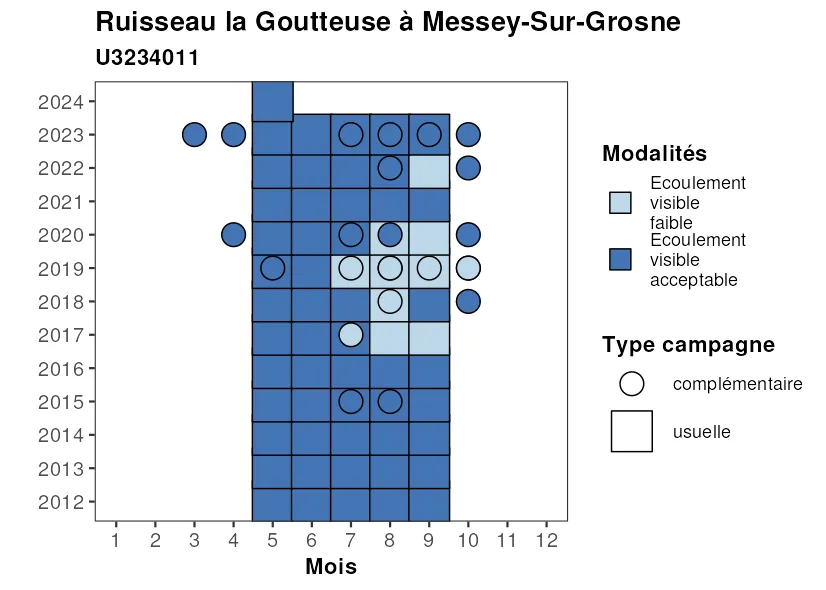 Ruisseau la Goutteuse à Messey-Sur-Grosne
U3234011
2024
2023
2022
2021
2020
2019
2018
2017
2016
2015
2014
2013
2012
1 2 3 4 5 6 7 8 9 10 11 12
Mois
Modalités
Ecoulement
visible
faible
Ecoulement
visible
acceptable
Type campagne
complémentaire
usuelle